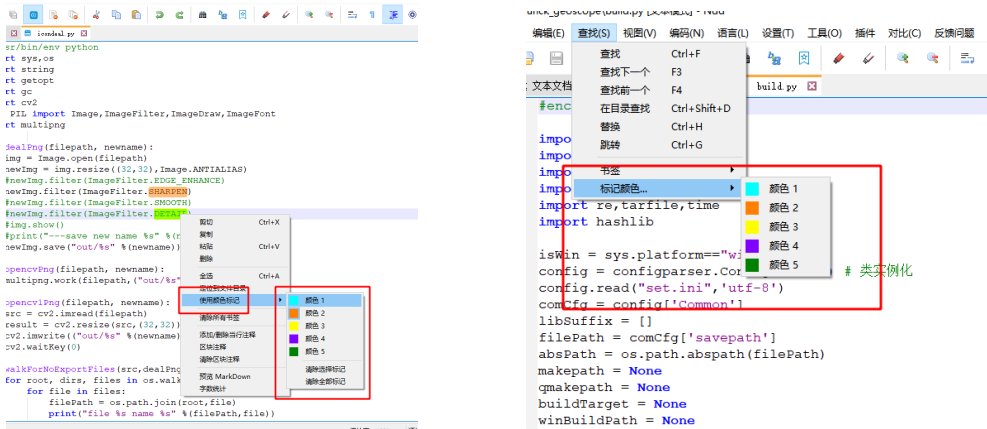 icondeal.py
sr/bin/env python
rt sys,os
rt string
rt getopt
rt gc
rt cv2
PIL import Image,ImageFilter,ImageDraw,ImageFont
rt multipng
dealPng(filepath, newname):
img = Image.open(filepath)
newImg = img.resize((32,32),Image.ANTIALIAS)
#newImg.filter(ImageFilter.EDGE_ENHANCE)
newImg.filter(ImageFilter.SHARPEN)
#newImg.filter(ImageFilter.SMOOTH)
#newImg.filter(ImageFilter.DETAI
#img.show()
#print("---save new name %s" %(n
newImg.save("out/%s" %(newname))
opencvPng(filepath, newname):
multipng.work(filepath,("out/%s"
opencv1Png(filepath, newname):
src = cv2.imread(filepath)
result = cv2.resize(src,(32,32))
cv2.imwrite(("out/%s" %(newname)
cv2.waitKey(0)
walkForNoExportFiles(src,dealPng
for root, dirs, files in os.walk
for file in files:
filePath = os.path.join(root,file)
print("file %s name %s" %(filePath,file))
剪切 Ctrl+X
复制
粘贴 Ctrl+V
删除
全选 Ctrl+A
定位到文件目录
使用颜色标记
清除所有书签
添加/删除当行注释
区块注释
清除区块注释
预览 MarkDown
字数统计
颜色 1
颜色 2
颜色 3
颜色 4
颜色 5
清除选择标记
清除全部标记
编辑(E) 查找(S) 视图(V) 编码(N) 语言(L) 设置(T) 工具(O) 插件 对比(C) 反馈问题
查找 Ctrl+F
查找下一个 F3
查找前一个 F4
在目录查找 Ctrl+Shift+D
替换 Ctrl+H
跳转 Ctrl+G
书签
标记颜色...
颜色 1
颜色 2
颜色 3
颜色 4
颜色 5
文本文档
build.py
#enc
impo
impo
imp
imp
import re,tarfile,time
import hashlib
isWin = sys.platform=="wi
config = configparser.Con # 类实例化
config.read("set.ini",'utf-8')
comCfg = config['Common']
libSuffix = []
filePath = comCfg['savepath']
absPath = os.path.abspath(filePath)
makepath = None
qmakepath = None
buildTarget = None
winBuildPath = None